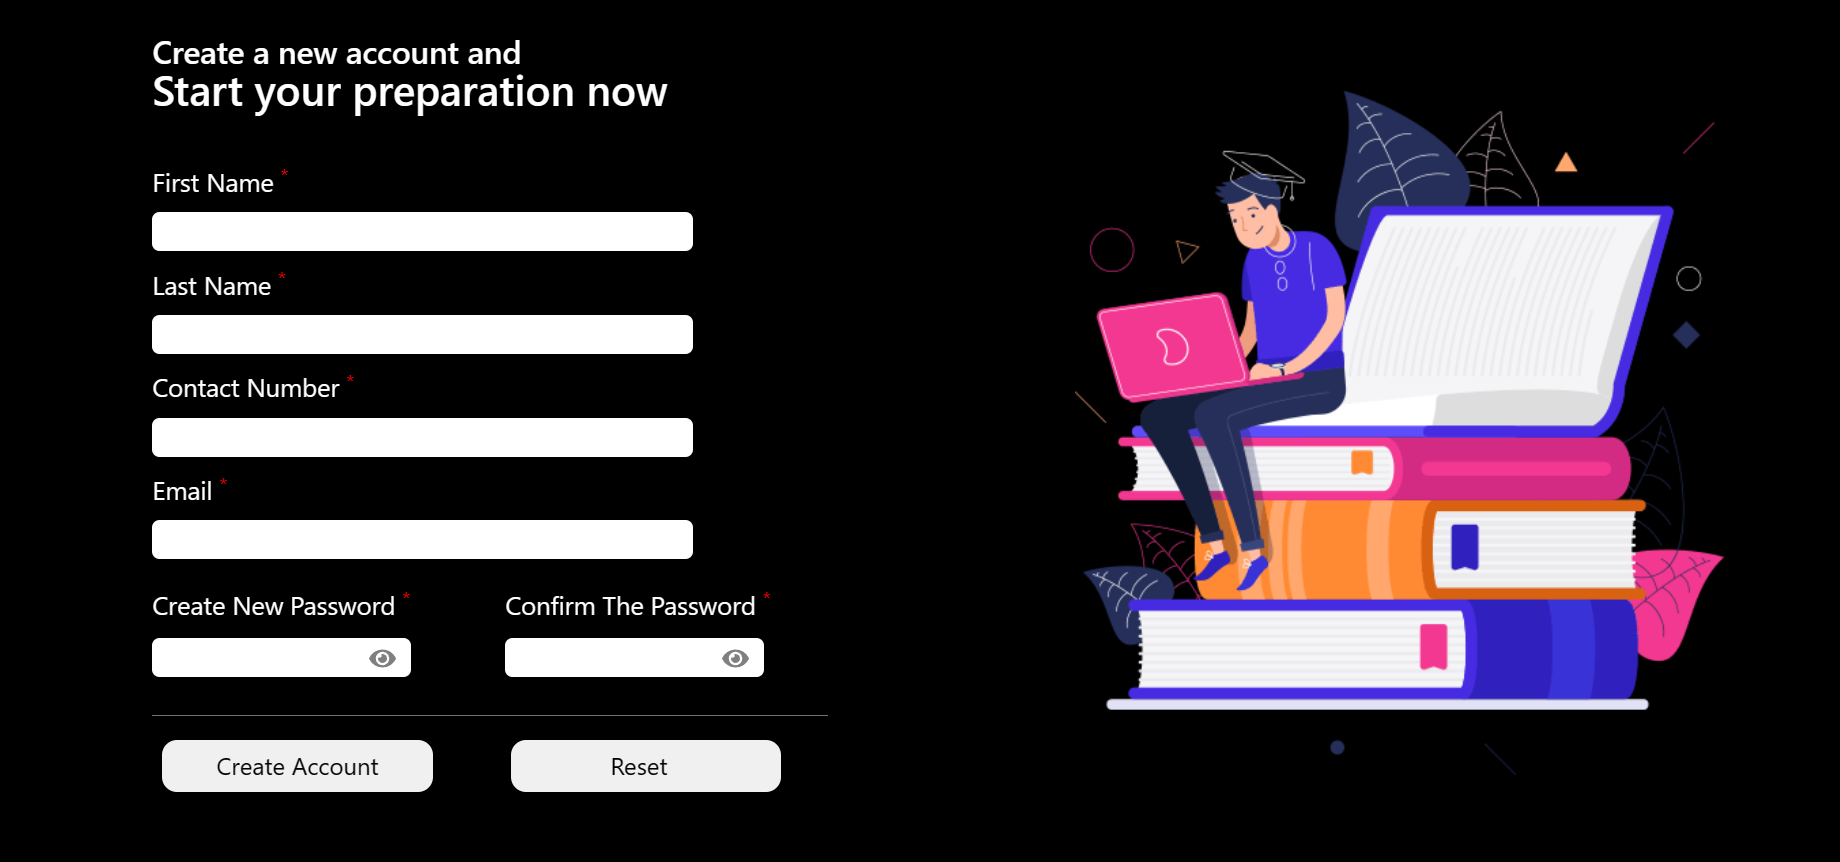 Create a new account and
Start your preparation now
First Name *
Last Name *
Contact Number *
Email *
Create New Password * Confirm The Password *
Create Account Reset